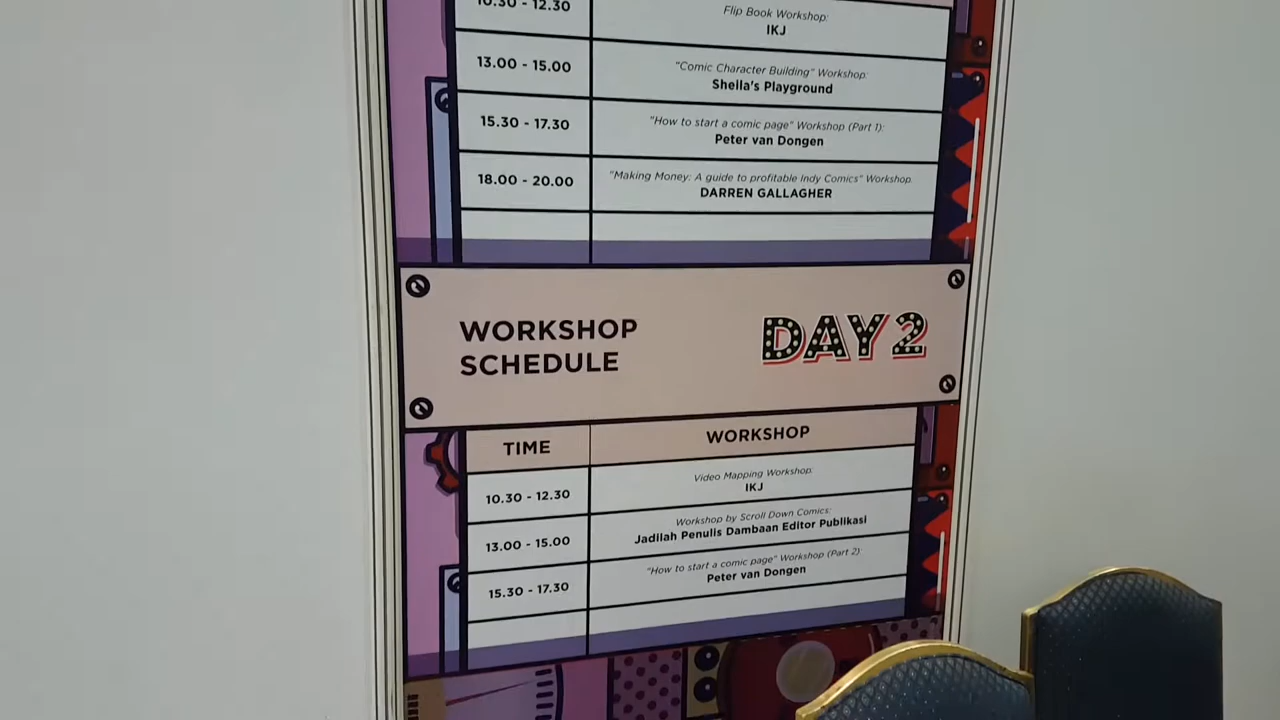 10.30 - 12.30
Flip Book Workshop:
IKJ
13.00 - 15.00
"Comic Character Building" Workshop:
Sheila's Playground
15.30 - 17.30
"How to start a comic page" Workshop (Part 1):
Peter van Dongen
18.00 - 20.00
"Making Money: A guide to profitable Indy Comics" Workshop.
DARREN GALLAGHER
WORKSHOP
SCHEDULE
DAY 2
TIME
WORKSHOP
10.30 - 12.30
Video Mapping Workshop:
IKJ
13.00 - 15.00
Workshop by Scroll Down Comics:
Jadilah Penulis Dambaan Editor Publikasi
15.30 - 17.30
"How to start a comic page" Workshop (Part 2):
Peter van Dongen